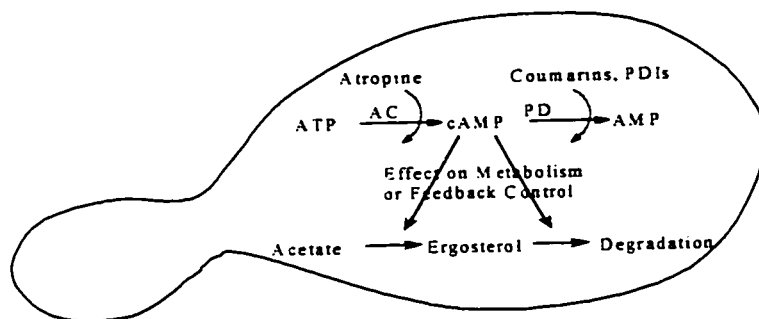 Atropine
Coumarins, PDIs
ATP
AC
cAMP
PD
AMP
Effect on Metabolism
or Feedback Control
Acetate
Ergosterol
Degradation